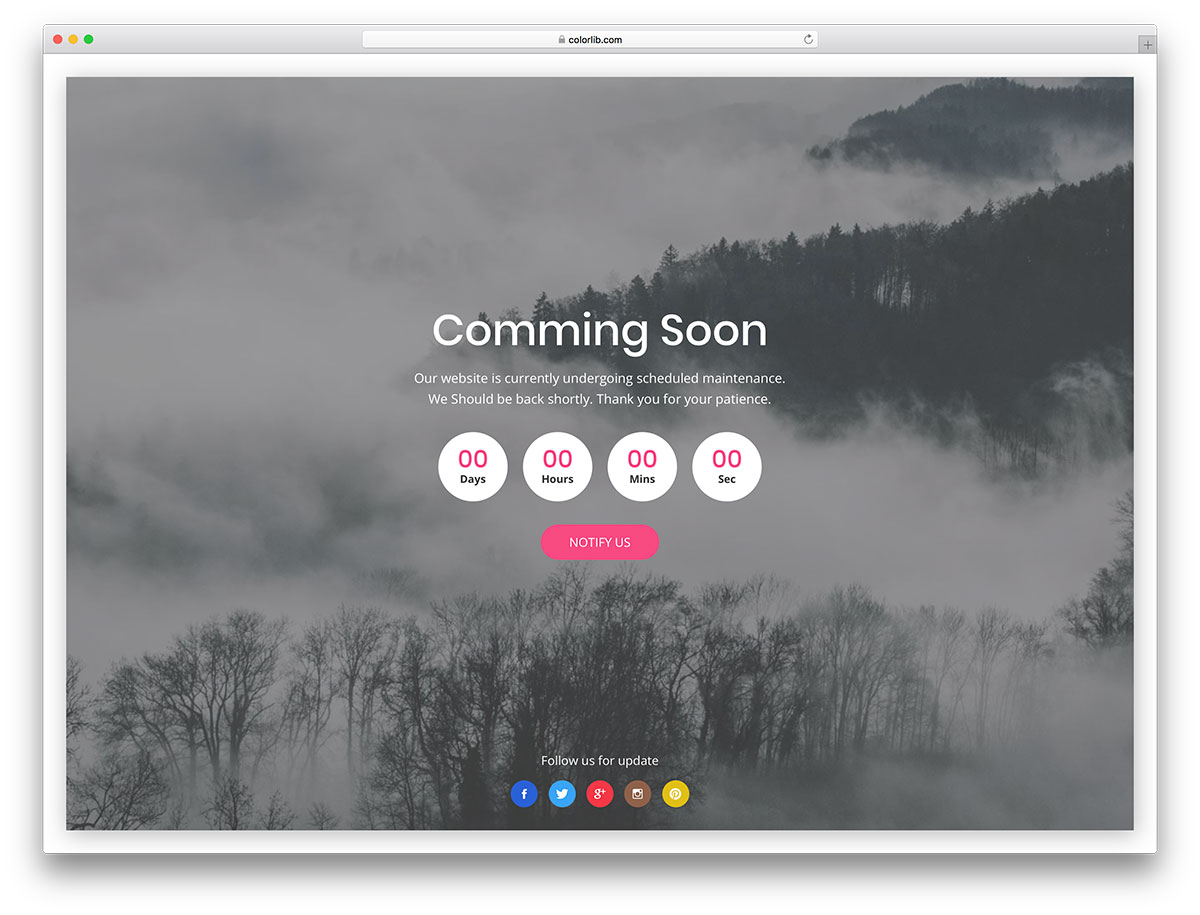 colorlib.com
Comming Soon
Our website is currently undergoing scheduled maintenance.
We Should be back shortly. Thank you for your patience.
00 00 00 00
Days Hours Mins Sec
NOTIFY US
Follow us for update